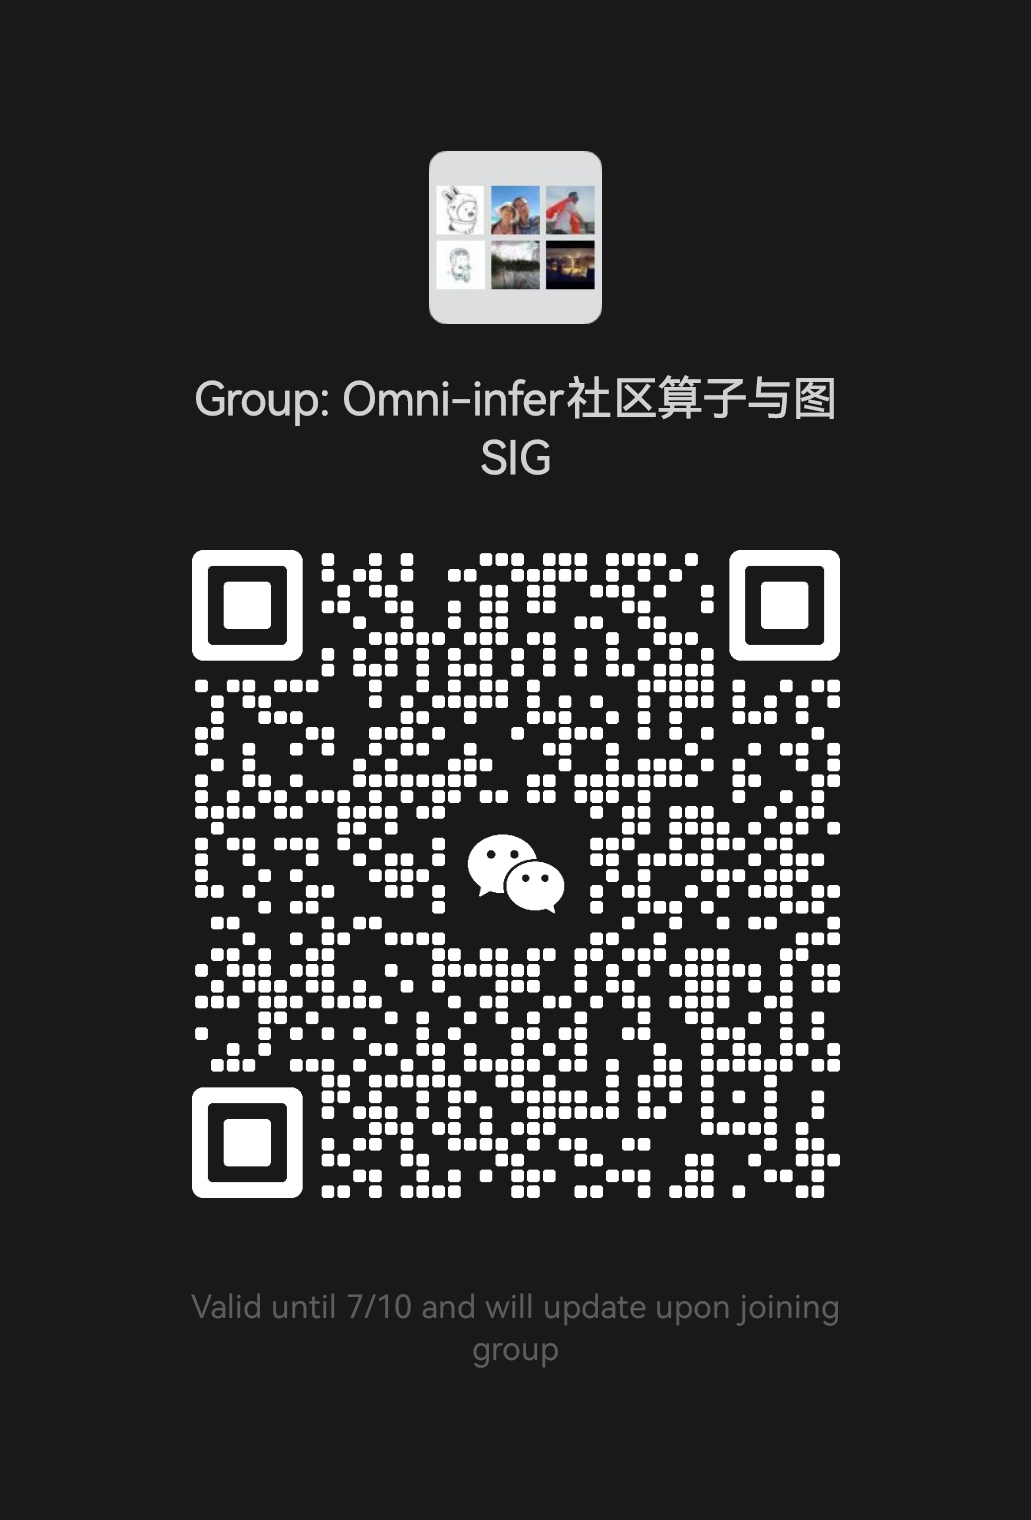 Group: Omni-infer社区算子与图
SIG
Valid until 7/10 and will update upon joining
group